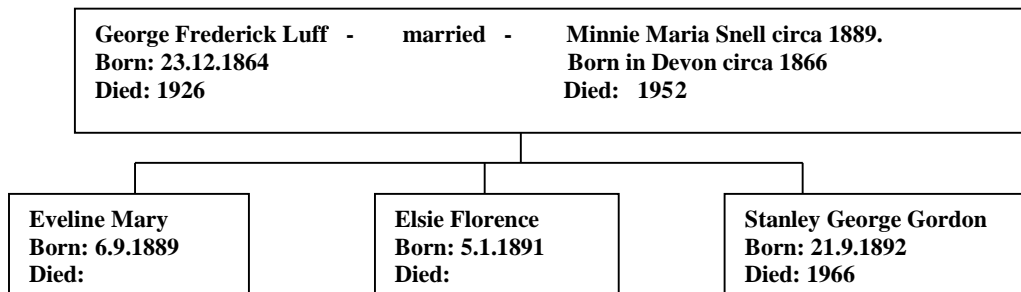 George Frederick Luff - married - Minnie Maria Snell circa 1889.
Born: 23.12.1864 Born in Devon circa 1866
Died: 1926 Died: 1952
Eveline Mary
Born: 6.9.1889
Died:
Elsie Florence
Born: 5.1.1891
Died:
Stanley George Gordon
Born: 21.9.1892
Died: 1966